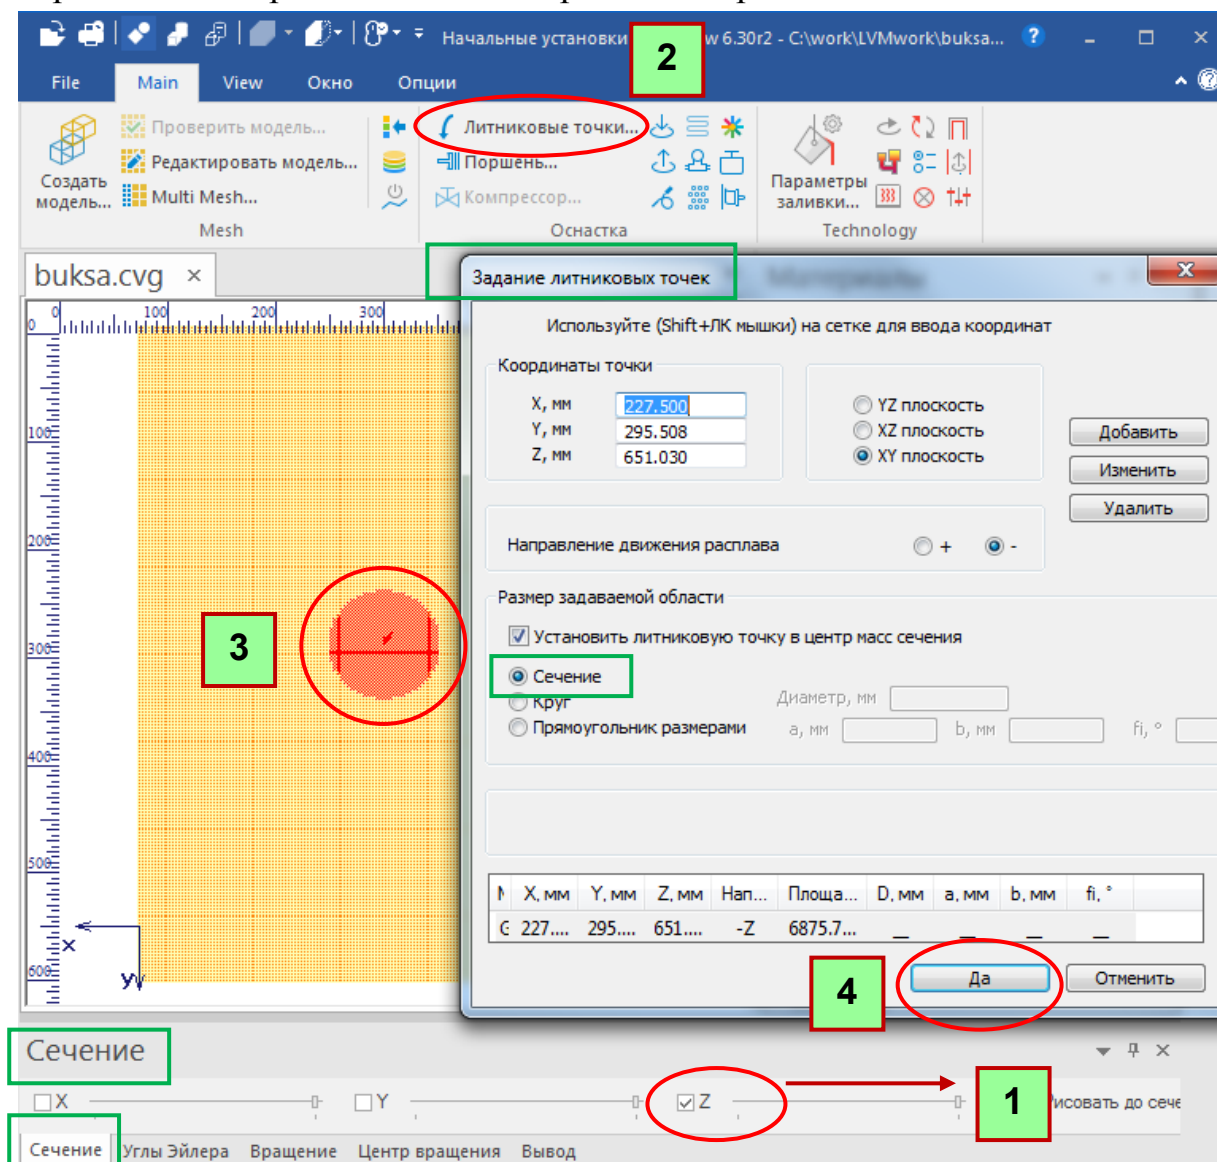 Начальные установки
w 6.30r2 - C:\work\LVMwork\buksa...
2
File Main View Окно Опции
Создать модель...
Проверить модель...
Редактировать модель...
Multi Mesh...
Mesh
Литниковые точки...
Поршень...
Компрессор...
Оснастка
Параметры заливки...
Technology
buksa.cvg ×
Материалы
Задание литниковых точек
0 100 200 300
0
100
200
300
400
500
600
x
y
3
Используйте (Shift+ЛК мышки) на сетке для ввода координат
Координаты точки
X, мм 227.500
Y, мм 295.508
Z, мм 651.030
YZ плоскость
XZ плоскость
XY плоскость
Добавить
Изменить
Удалить
Направление движения расплава + -
Размер задаваемой области
Установить литниковую точку в центр масс сечения
Сечение
Круг
Прямоугольник размерами
Диаметр, мм
a, мм b, мм fi, °
X, мм Y, мм Z, мм Нап... Площа... D, мм a, мм b, мм fi, °
G 227.... 295.... 651.... -Z 6875.7... __ __ __ __
4
Да Отменить
Сечение
X Y Z
1
исовать до сече
Сечение Углы Эйлера Вращение Центр вращения Вывод